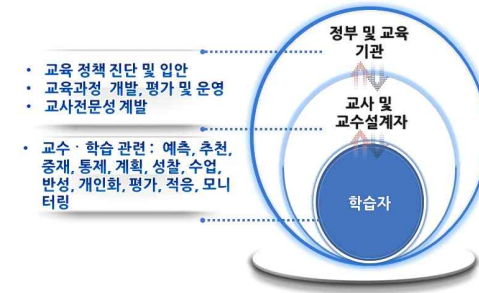 • 교육 정책 진단 및 입안
• 교육과정 개발, 평가 및 운영
• 교사전문성 계발
• 교수 · 학습 관련 : 예측, 추천,
중재, 통제, 계획, 성찰, 수업,
반성, 개인화, 평가, 적응, 모니
터링
정부 및 교육
기관
교사 및
교수설계자
학습자